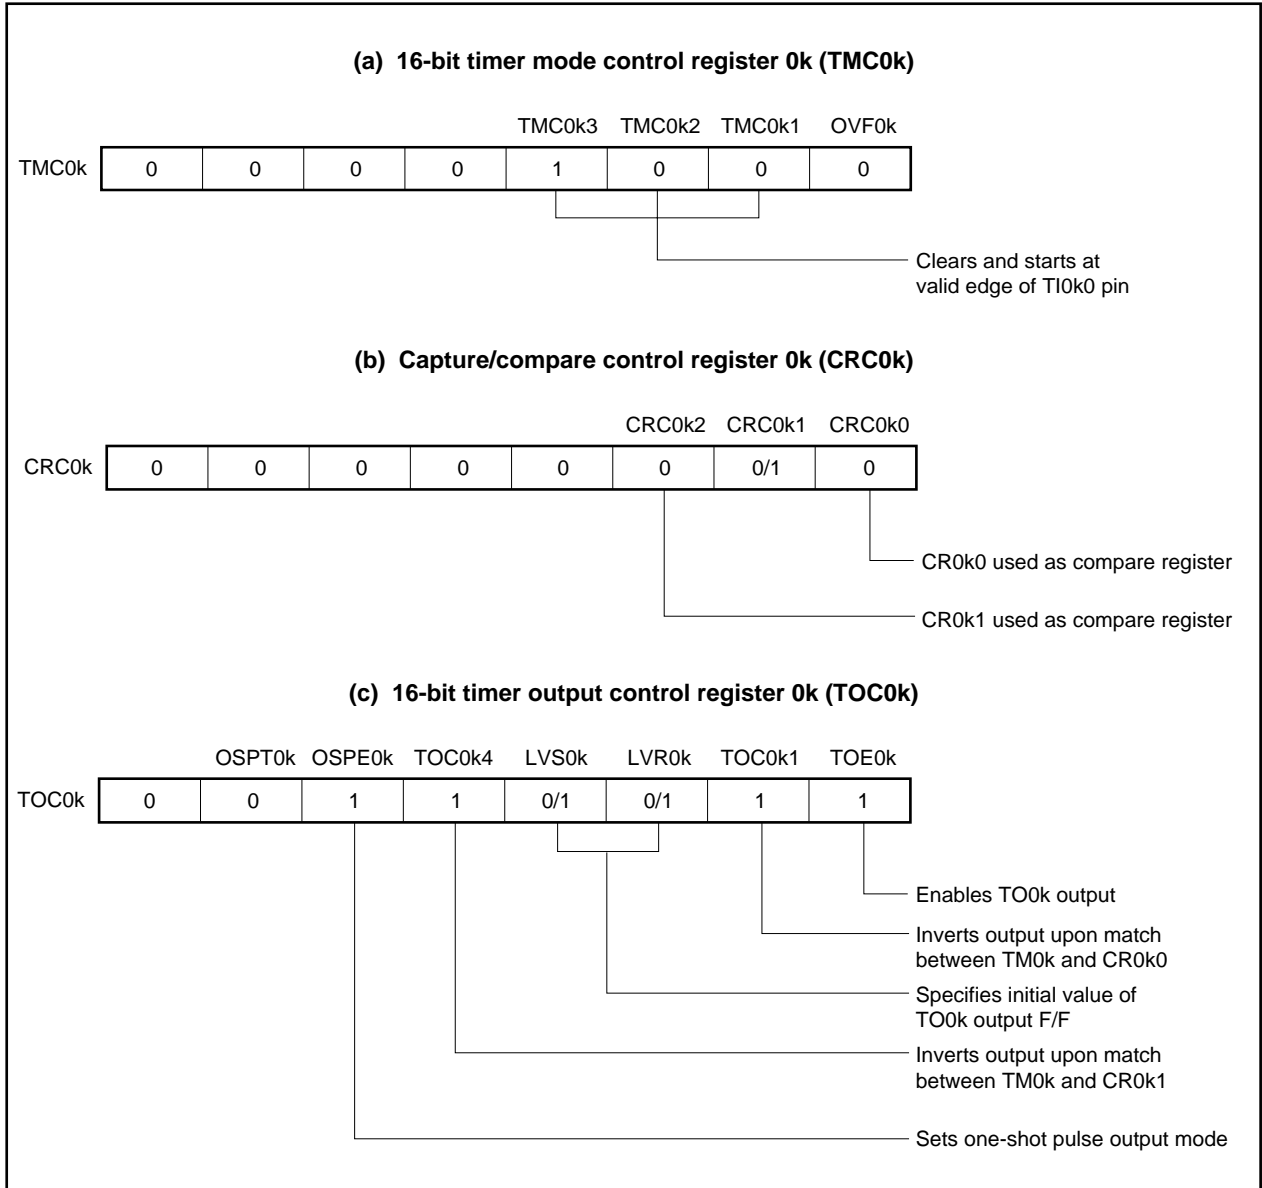 (a) 16-bit timer mode control register 0k (TMC0k)
TMC0k3 TMC0k2 TMC0k1 OVF0k
TMC0k 0 0 0 0 1 0 0 0
Clears and starts at
valid edge of TI0k0 pin
(b) Capture/compare control register 0k (CRC0k)
CRC0k2 CRC0k1 CRC0k0
CRC0k 0 0 0 0 0 0 0/1 0
CR0k0 used as compare register
CR0k1 used as compare register
(c) 16-bit timer output control register 0k (TOC0k)
OSPT0k OSPE0k TOC0k4 LVS0k LVR0k TOC0k1 TOE0k
TOC0k 0 0 1 1 0/1 0/1 1 1
Enables TO0k output
Inverts output upon match
between TM0k and CR0k0
Specifies initial value of
TO0k output F/F
Inverts output upon match
between TM0k and CR0k1
Sets one-shot pulse output mode